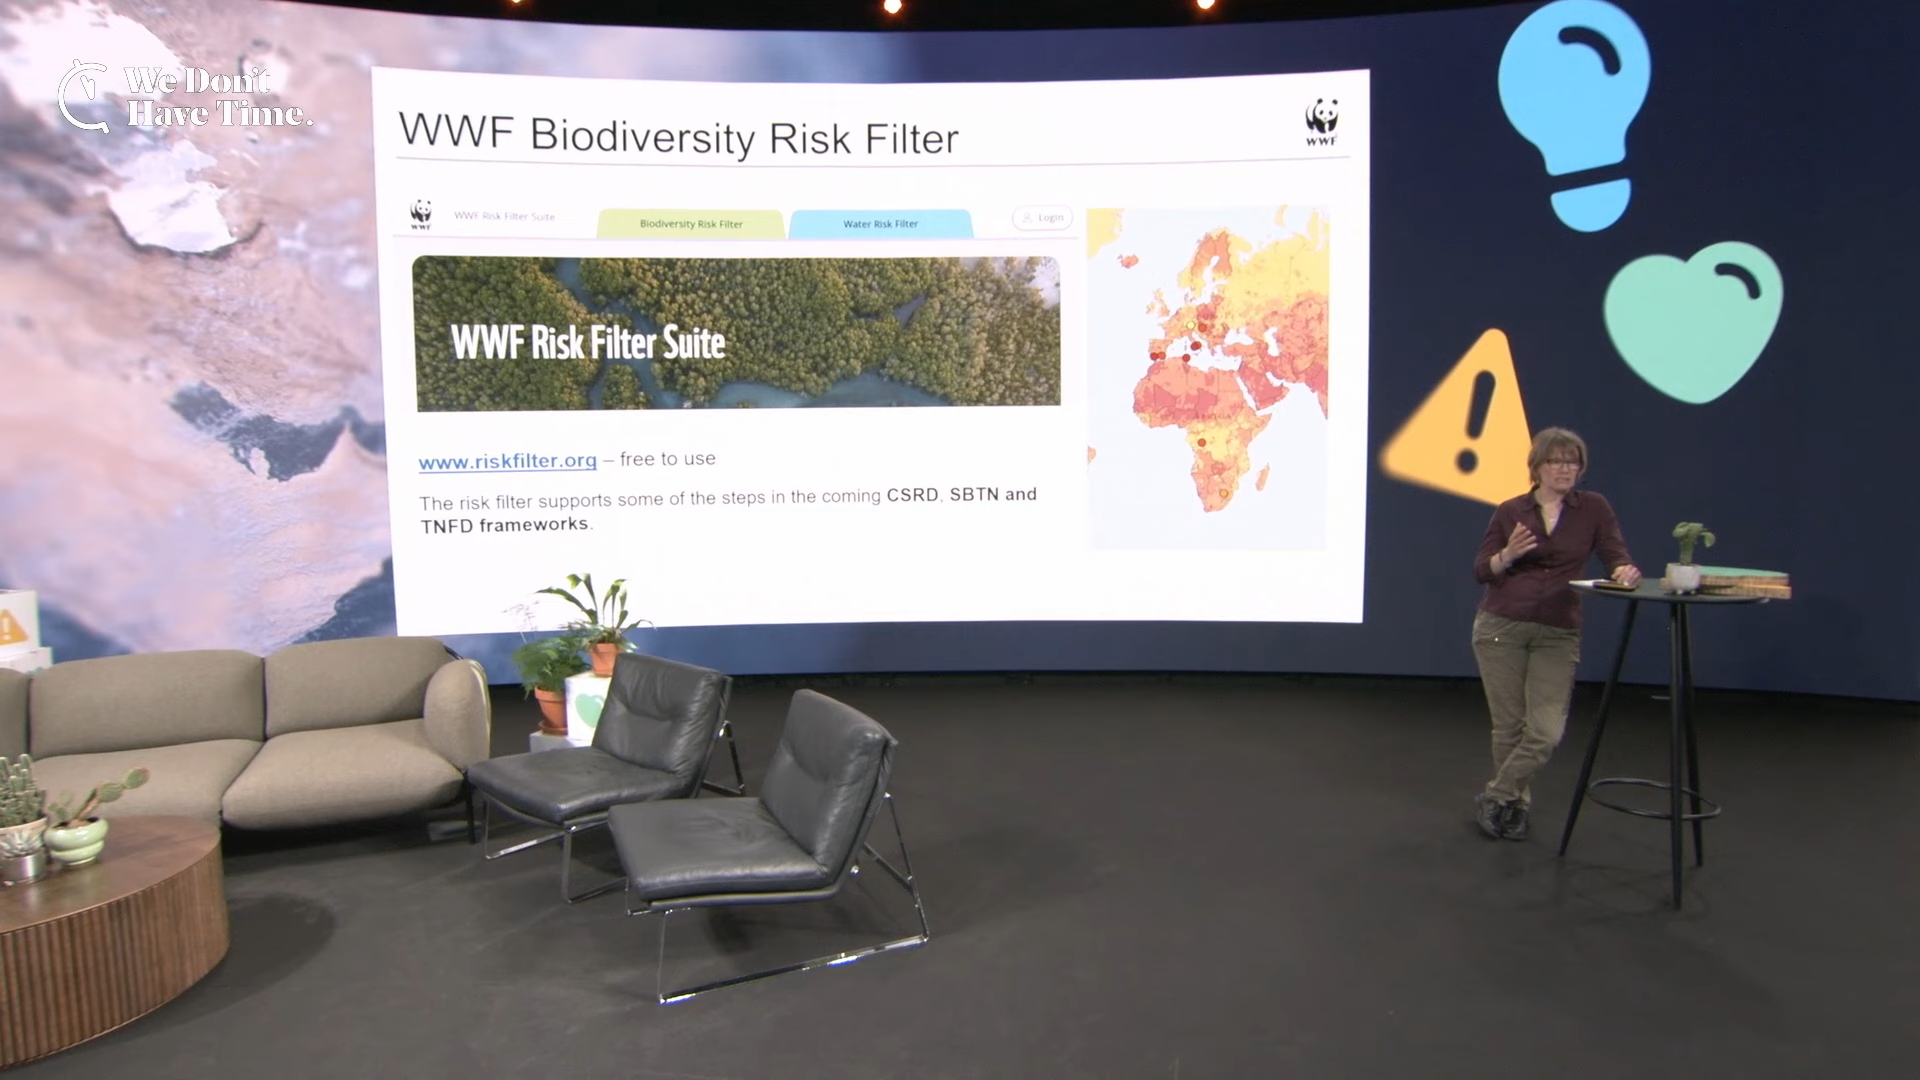 We Don't
Have Time.
WWF Biodiversity Risk Filter
WWF
WWF
WWF Risk Filter Suite
Biodiversity Risk Filter
Water Risk Filter
Login
WWF Risk Filter Suite
www.riskfilter.org – free to use
The risk filter supports some of the steps in the coming CSRD, SBTN and
TNFD frameworks.